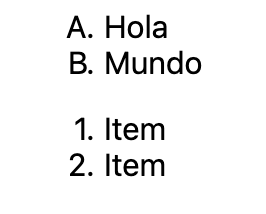 A. Hola
B. Mundo
1. Item
2. Item